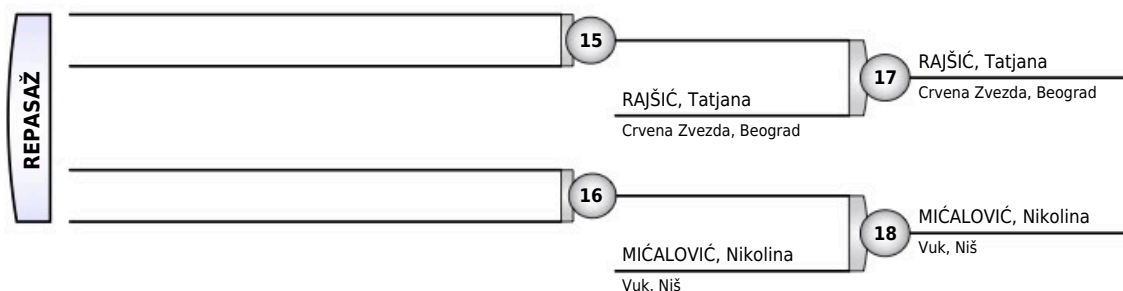 REPASAŽ
15
RAJŠIĆ, Tatjana
Crvena Zvezda, Beograd
17
RAJŠIĆ, Tatjana
Crvena Zvezda, Beograd
16
MIĆALOVIĆ, Nikolina
Vuk, Niš
18
MIĆALOVIĆ, Nikolina
Vuk, Niš